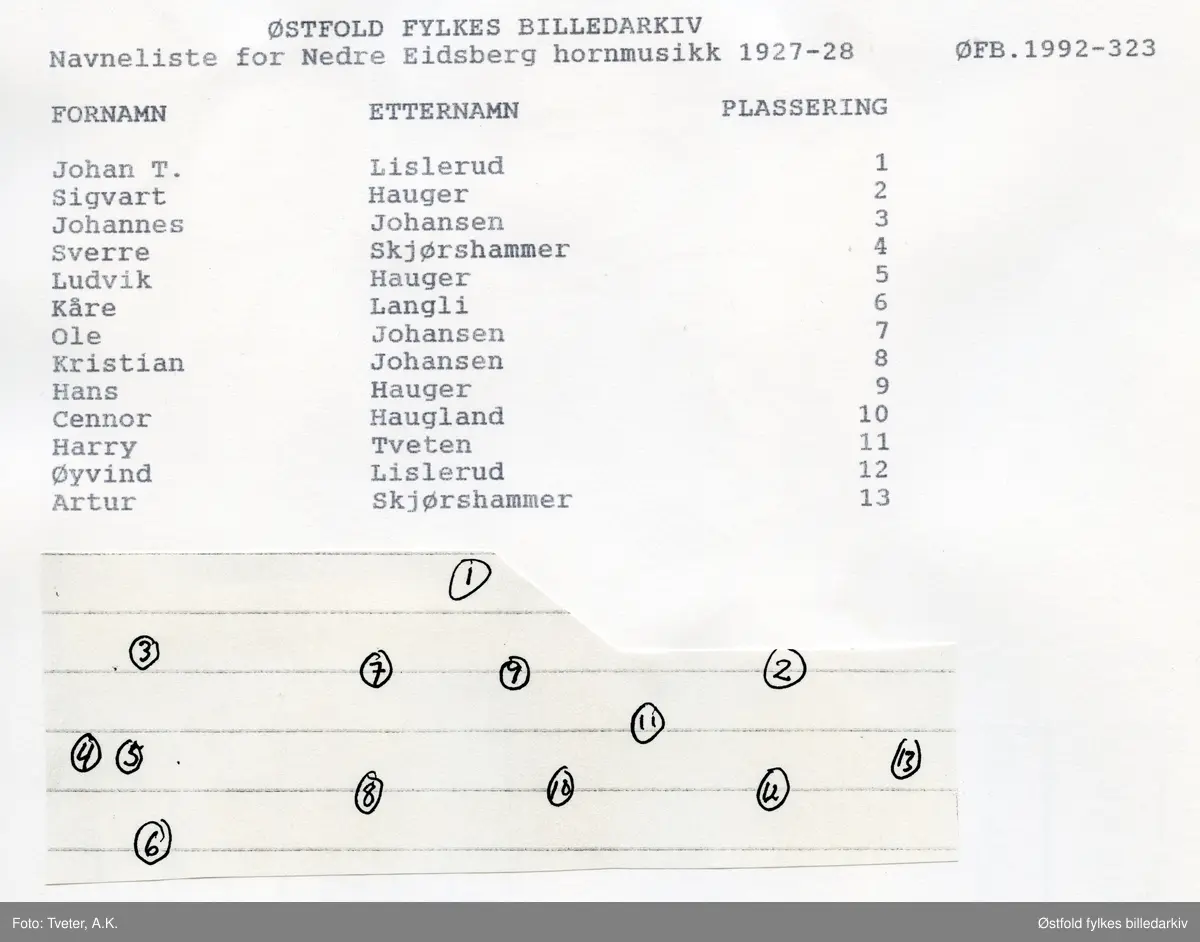 ØSTFOLD FYLKES BILLEDARKIV
Navneliste for Nedre Eidsberg hornmusikk 1927-28 ØFB.1992-323
FORNAMN ETTERNAMN PLASSERING
Johan T. Lislerud 1
Sigvart Hauger 2
Johannes Johansen 3
Sverre Skjørshammer 4
Ludvik Hauger 5
Kåre Langli 6
Ole Johansen 7
Kristian Johansen 8
Hans Hauger 9
Cennor Haugland 10
Harry Tveten 11
Øyvind Lislerud 12
Artur Skjørshammer 13
1
3 7 9 2
11
4 5 13
8 10 12
6
Foto: Tveter, A.K. Østfold fylkes billedarkiv